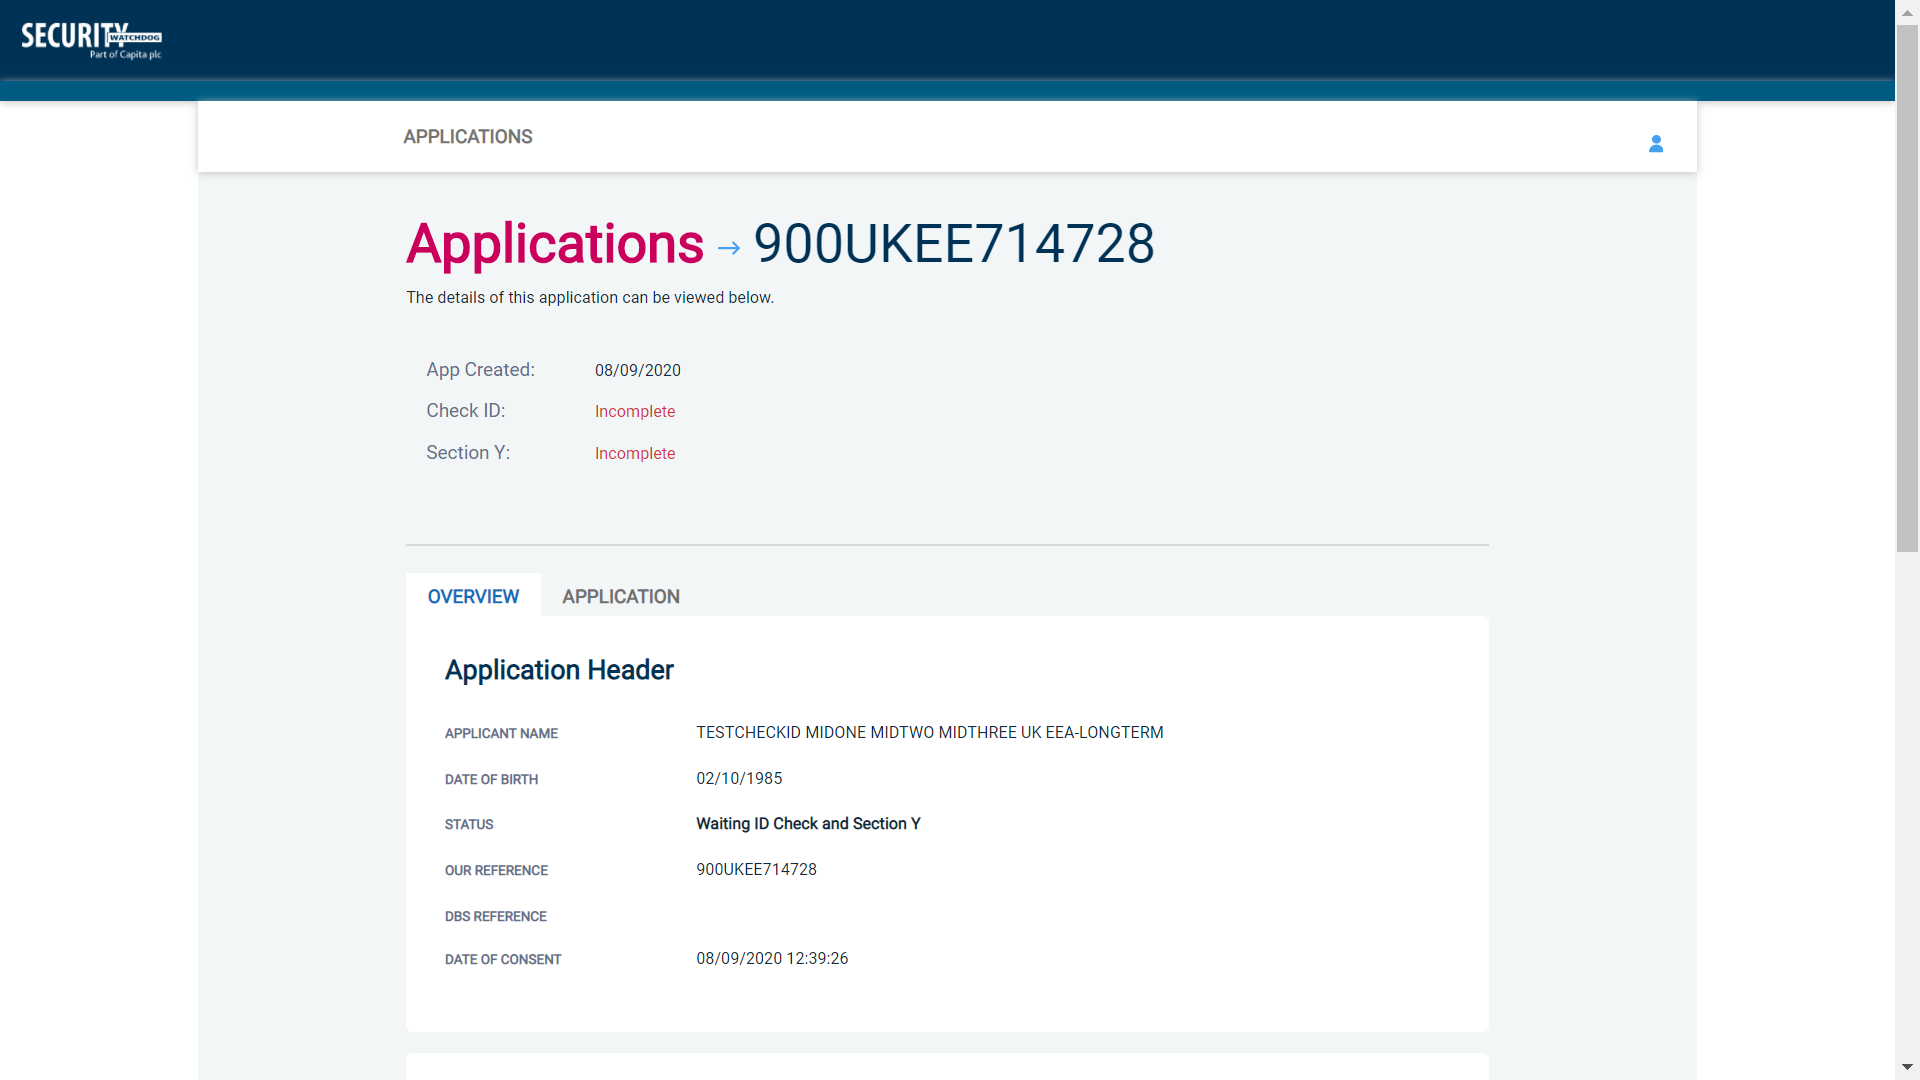 SECURITY
WATCHDOG
Part of Capita plc
APPLICATIONS
Applications → 900UKEE714728
The details of this application can be viewed below.
App Created: 08/09/2020
Check ID: Incomplete
Section Y: Incomplete
OVERVIEW APPLICATION
Application Header
APPLICANT NAME TESTCHECKID MIDONE MIDTWO MIDTHREE UK EEA-LONGTERM
DATE OF BIRTH 02/10/1985
STATUS Waiting ID Check and Section Y
OUR REFERENCE 900UKEE714728
DBS REFERENCE
DATE OF CONSENT 08/09/2020 12:39:26